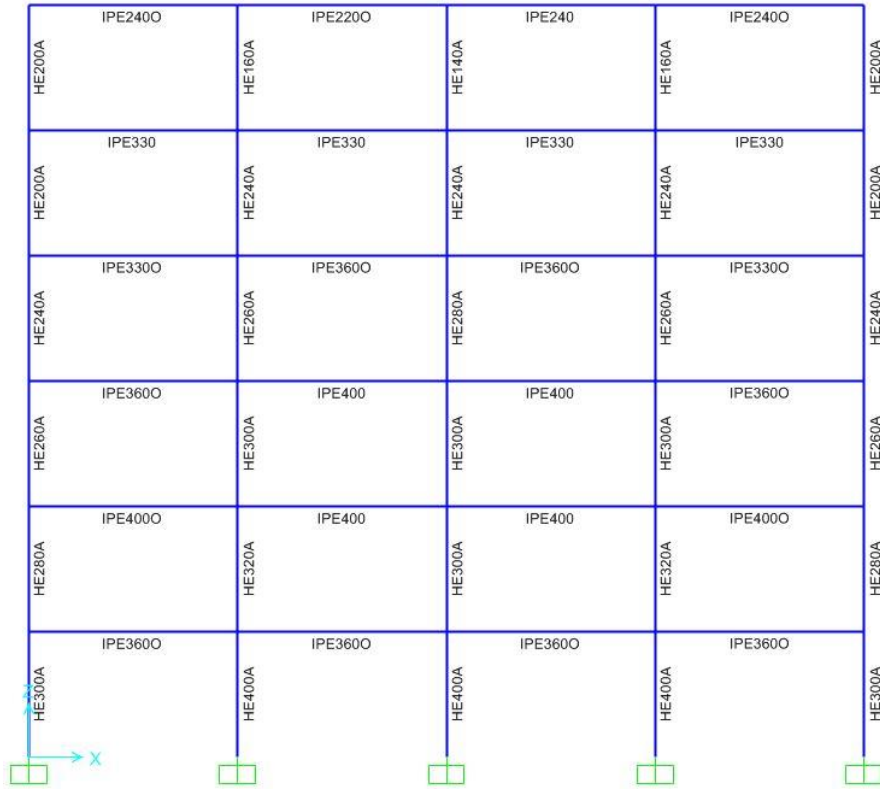 IPE240O IPE220O IPE240 IPE240O
HE200A HE160A HE140A HE160A HE200A
IPE330 IPE330 IPE330 IPE330
HE200A HE240A HE240A HE240A HE200A
IPE330O IPE360O IPE360O IPE330O
HE240A HE260A HE280A HE260A HE240A
IPE360O IPE400 IPE400 IPE360O
HE260A HE300A HE300A HE300A HE260A
IPE400O IPE400 IPE400 IPE400O
HE280A HE320A HE300A HE320A HE280A
IPE360O IPE360O IPE360O IPE360O
HE300A HE400A HE400A HE400A HE300A
Z
X